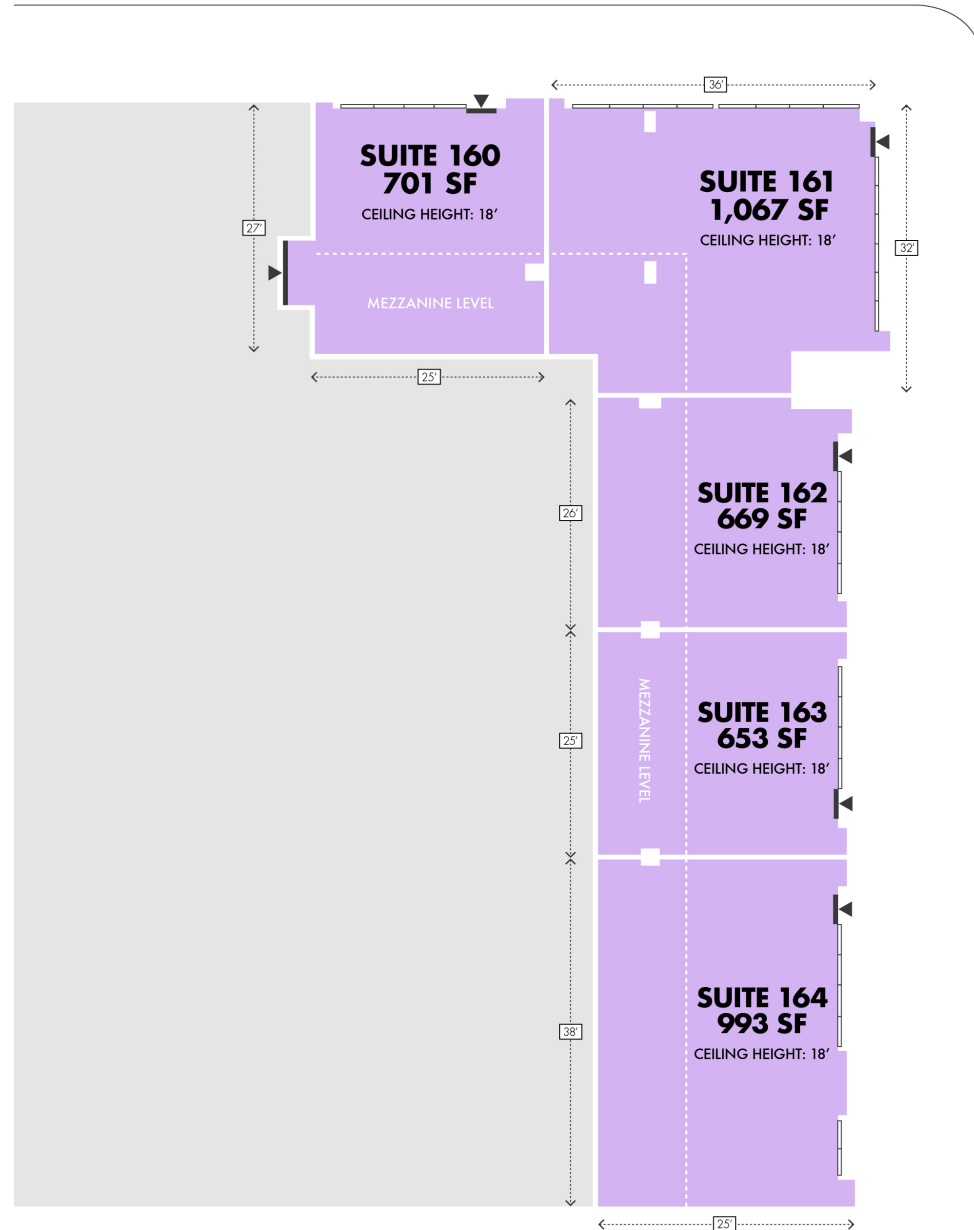 36'
SUITE 160
701 SF
CEILING HEIGHT: 18'
SUITE 161
1,067 SF
CEILING HEIGHT: 18'
27'
32'
MEZZANINE LEVEL
25'
SUITE 162
669 SF
CEILING HEIGHT: 18'
26'
MEZZANINE LEVEL
SUITE 163
653 SF
CEILING HEIGHT: 18'
25'
SUITE 164
993 SF
CEILING HEIGHT: 18'
38'
25'